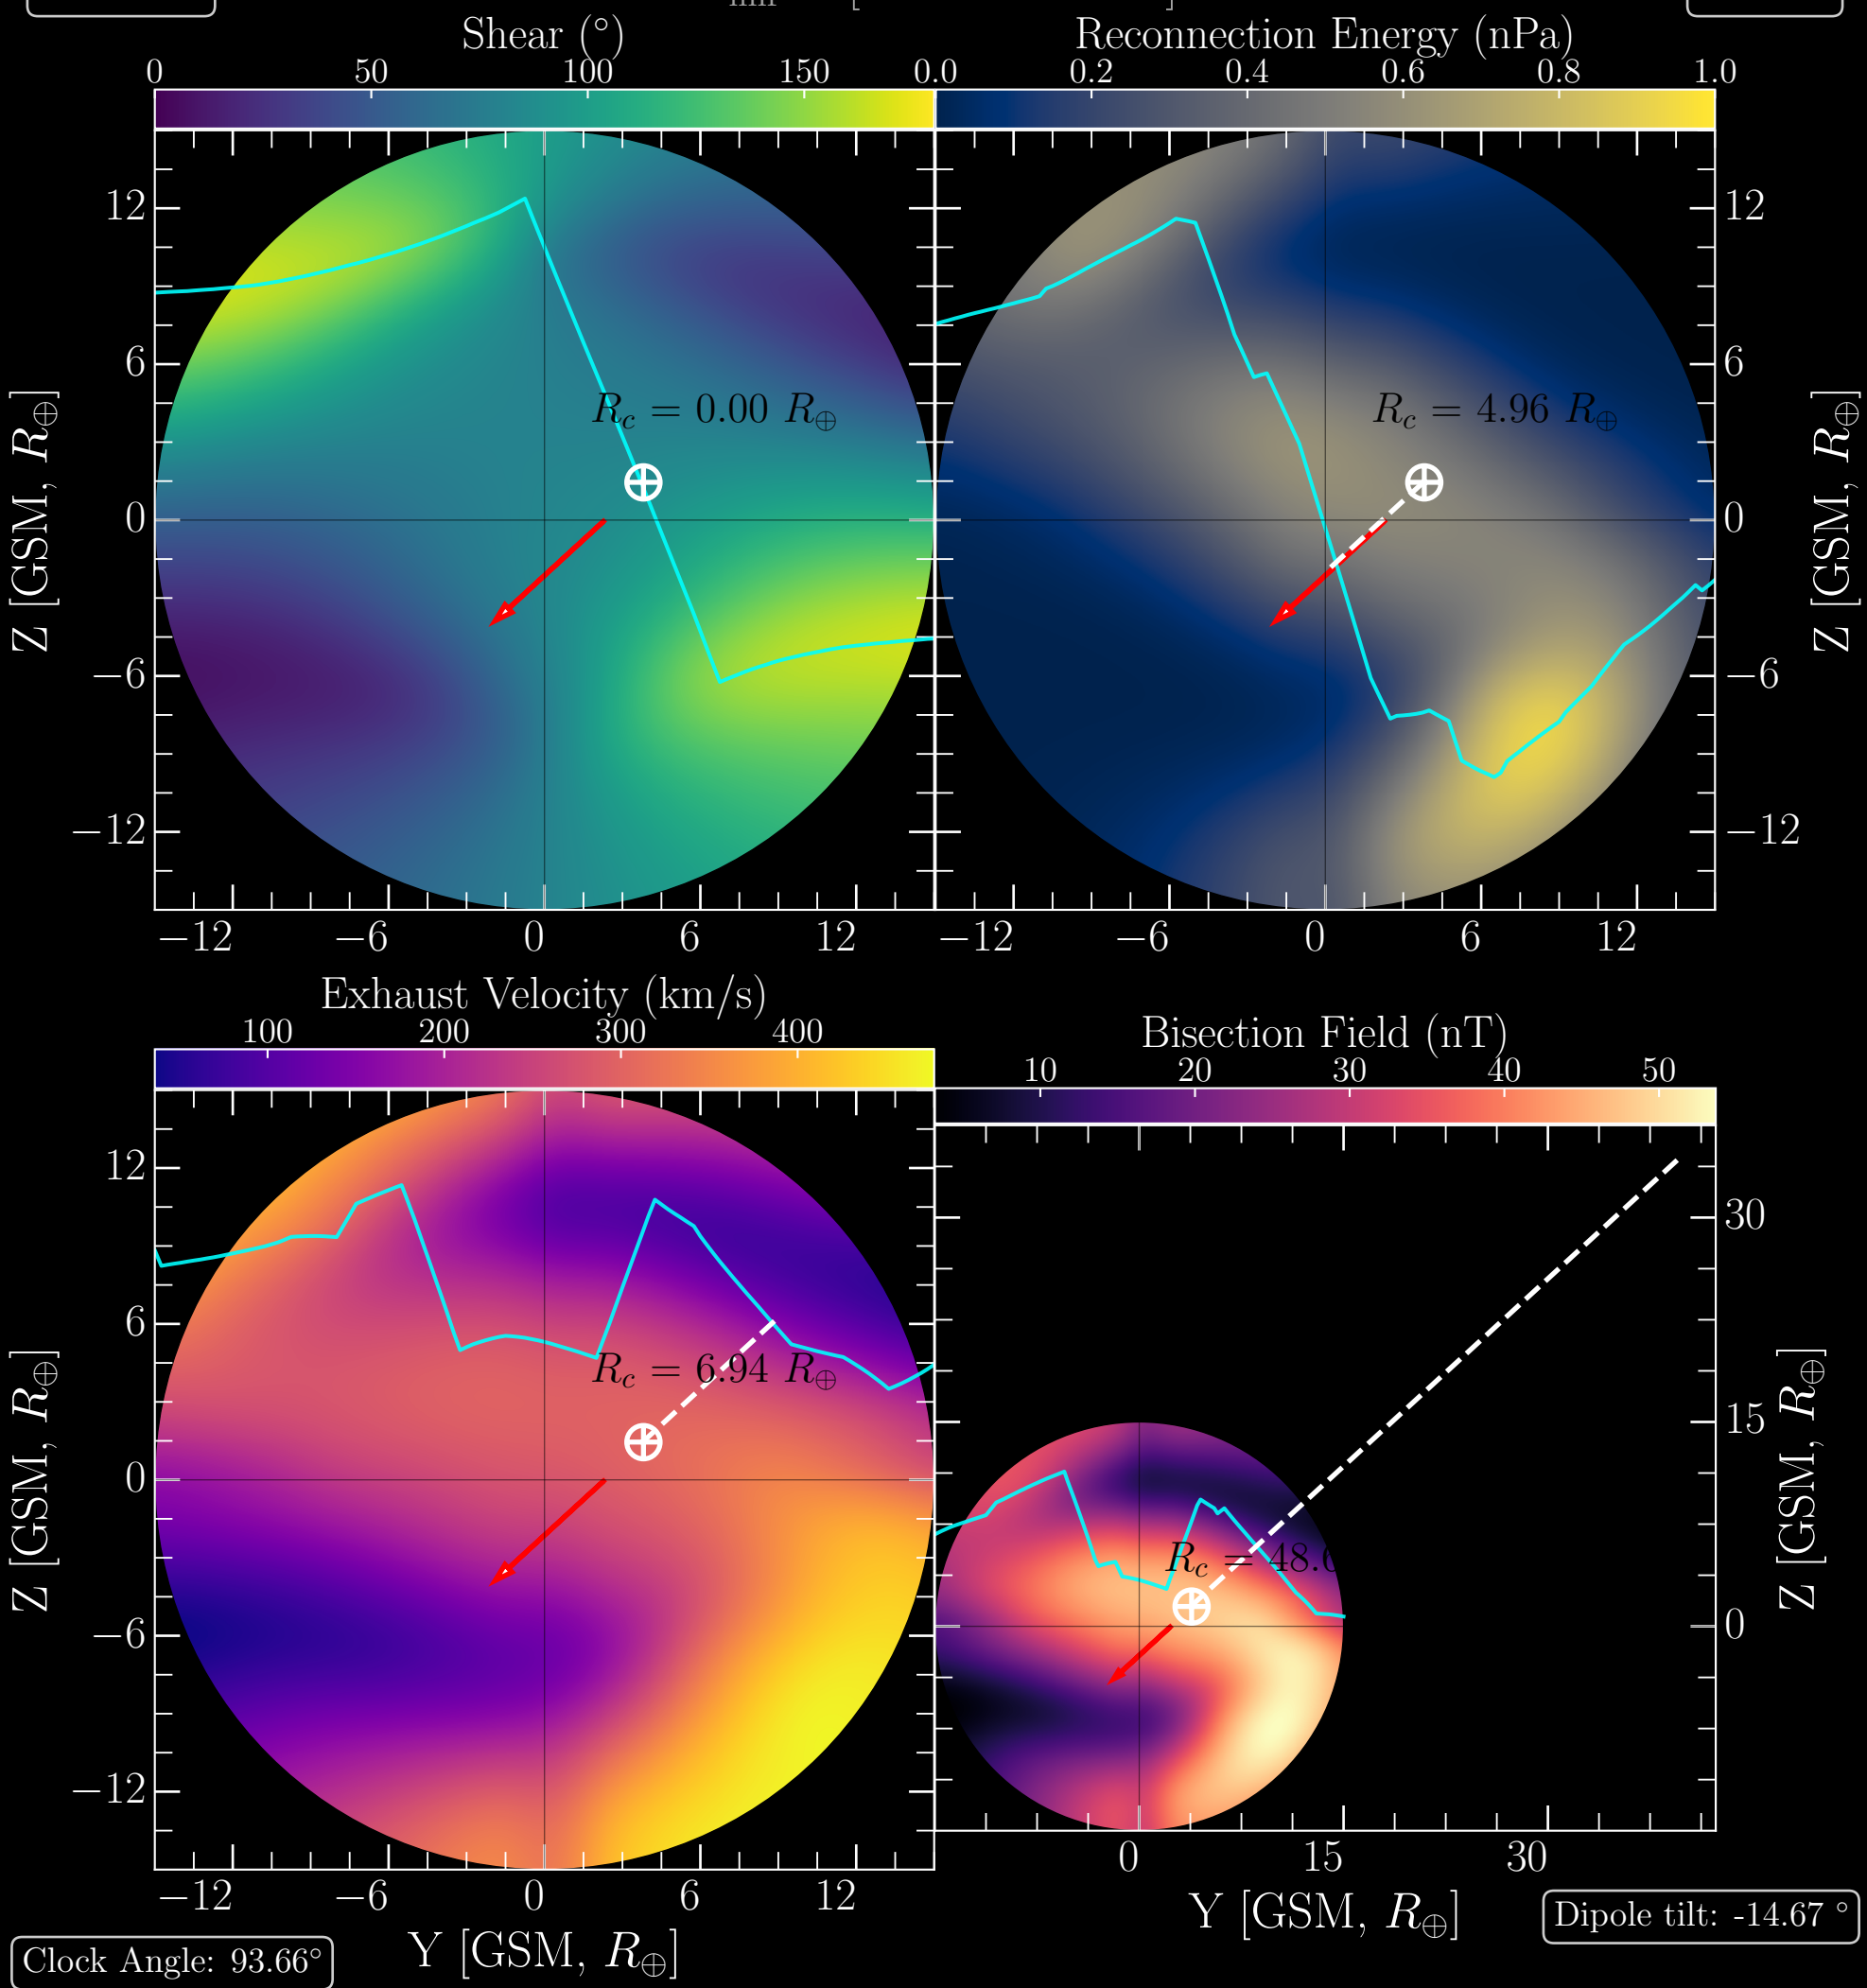 Shear (°)
0 50 100 150
Reconnection Energy (nPa)
0.0 0.2 0.4 0.6 0.8 1.0
12
6
0
−6
−12
Z [GSM, R⊕]
R_c = 0.00 R⊕
−12 −6 0 6 12
R_c = 4.96 R⊕
12
6
0
−6
−12
Z [GSM, R⊕]
−12 −6 0 6 12
Exhaust Velocity (km/s)
100 200 300 400
Bisection Field (nT)
10 20 30 40 50
12
6
0
−6
−12
Z [GSM, R⊕]
R_c = 6.94 R⊕
−12 −6 0 6 12
Y [GSM, R⊕]
R_c = 48.6
30
15
0
Z [GSM, R⊕]
0 15 30
Y [GSM, R⊕]
Clock Angle: 93.66°
Dipole tilt: -14.67 °